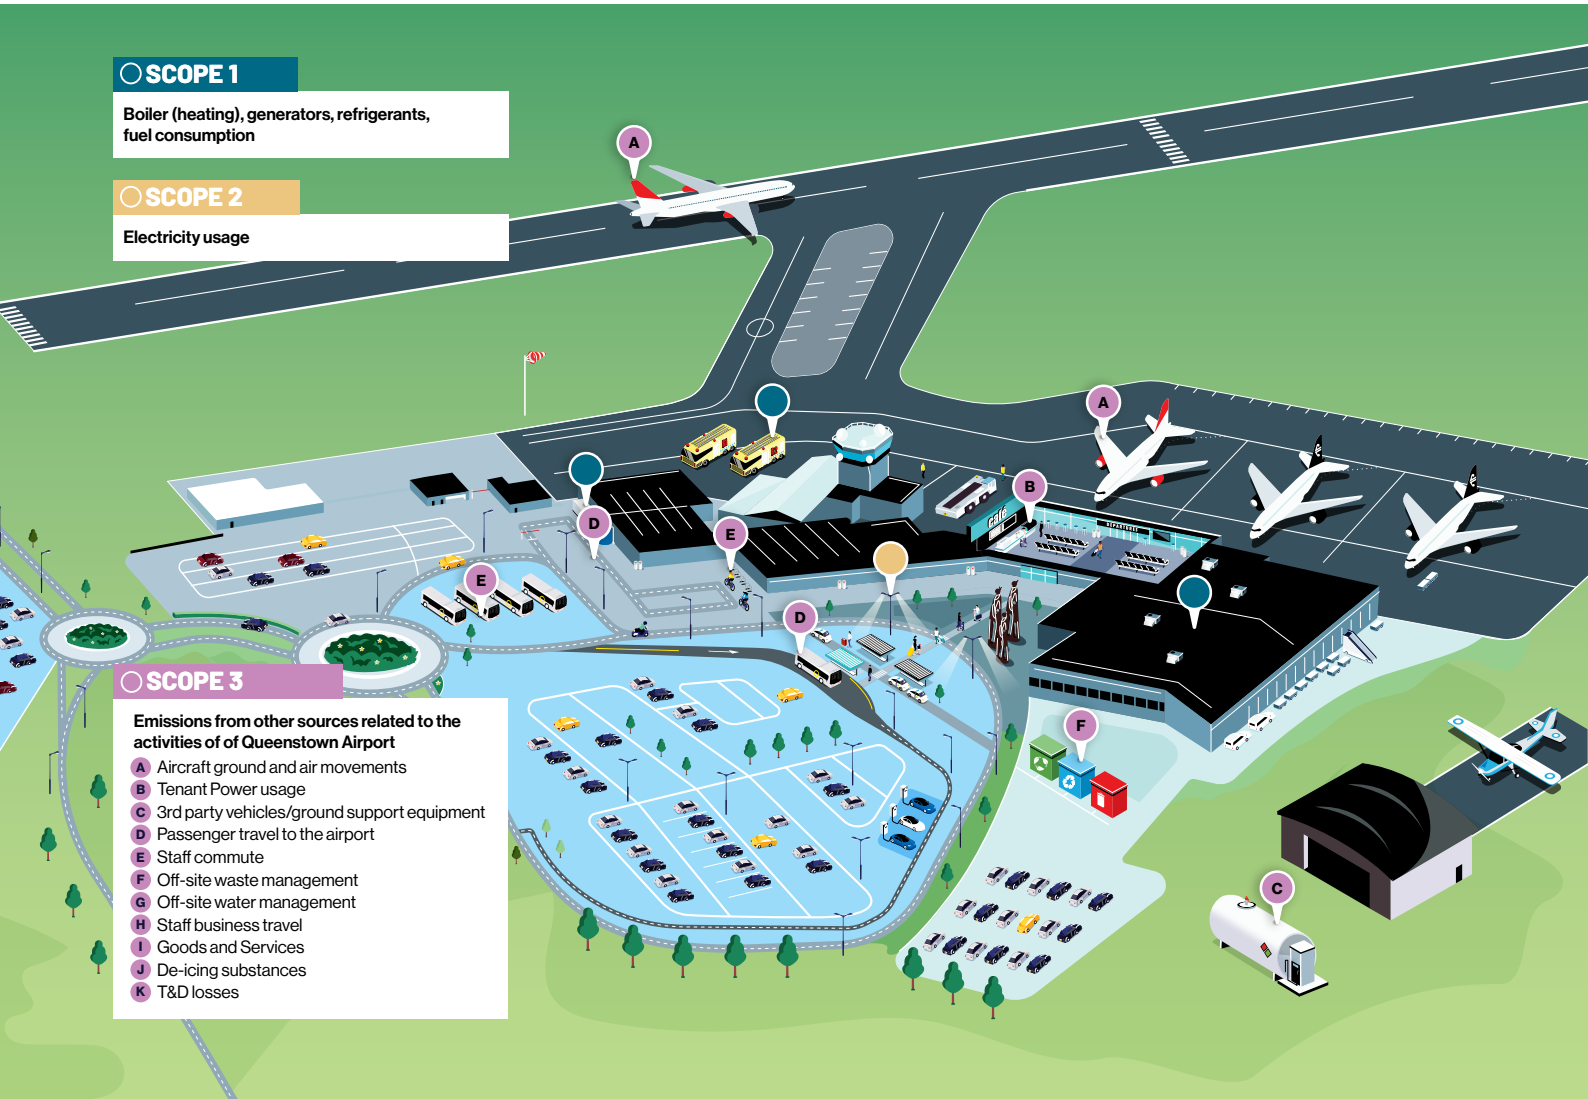 SCOPE 1
Boiler (heating), generators, refrigerants,
fuel consumption
SCOPE 2
Electricity usage
A
A
B
café
DEPARTURES
D
E
E
D
F
C
SCOPE 3
Emissions from other sources related to the
activities of of Queenstown Airport
A Aircraft ground and air movements
B Tenant Power usage
C 3rd party vehicles/ground support equipment
D Passenger travel to the airport
E Staff commute
F Off-site waste management
G Off-site water management
H Staff business travel
I Goods and Services
J De-icing substances
K T&D losses